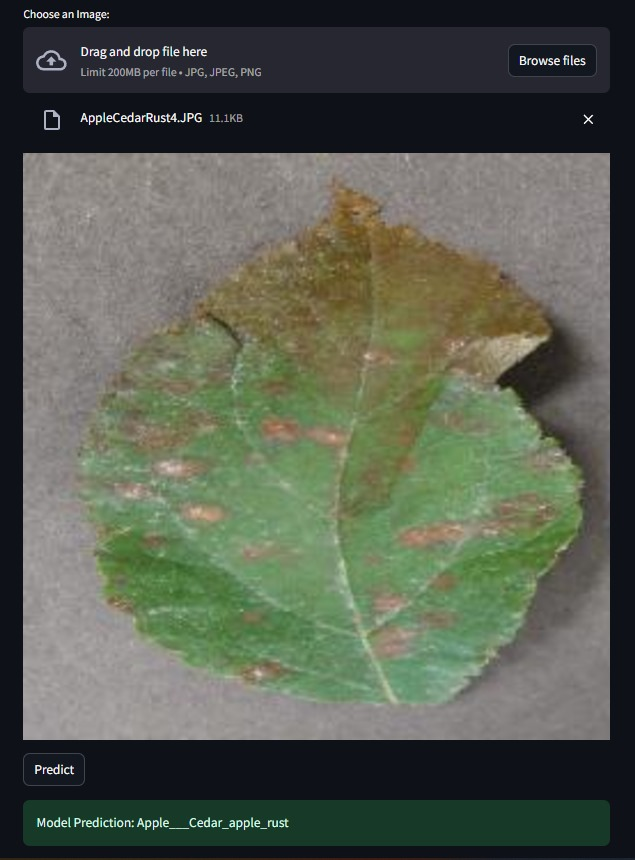 Choose an Image:
Drag and drop file here
Limit 200MB per file • JPG, JPEG, PNG
Browse files
AppleCedarRust4.JPG 11.1KB
Predict
Model Prediction: Apple___Cedar_apple_rust